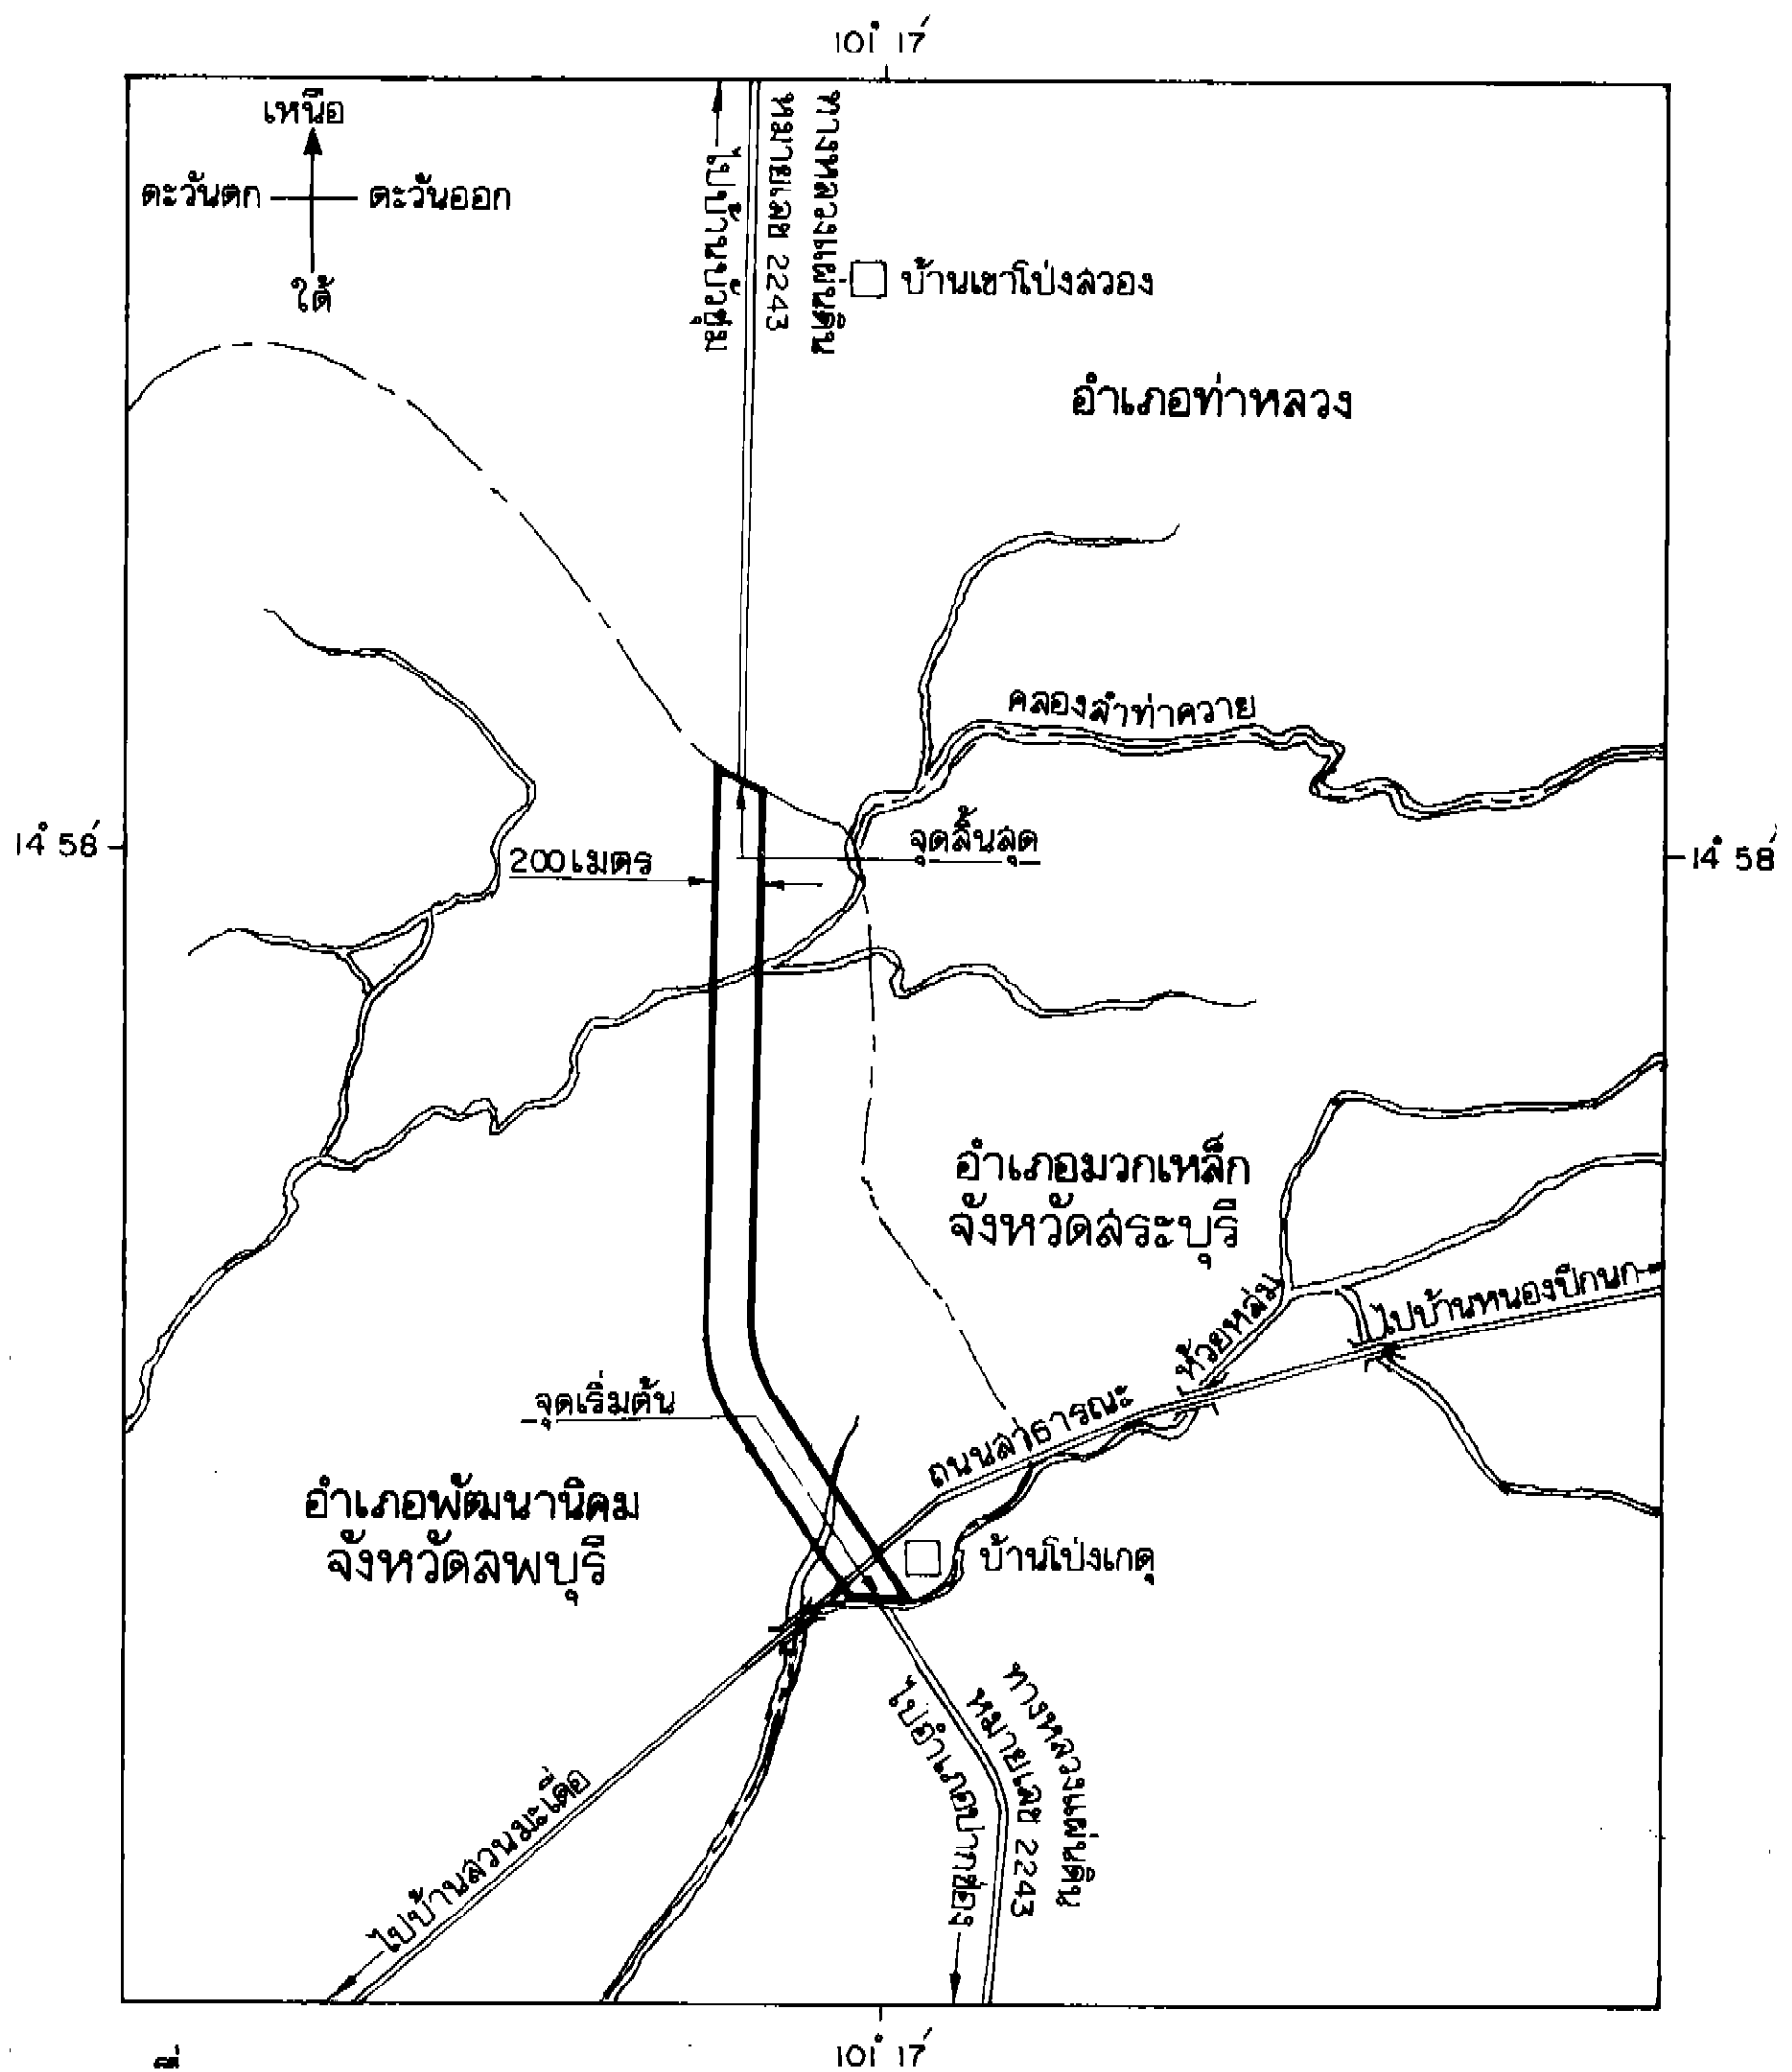 101° 17′
เหนือ
ตะวันตก
ตะวันออก
ใต้
ไปบ้านบัวชุม
หมายเลข 2243
ทางหลวงแผ่นดิน
บ้านเขาโป่งสวอง
อำเภอท่าหลวง
คลองลำท่าควาย
14° 58′
200 เมตร
จุดสิ้นสุด
14° 58′
อำเภอมวกเหล็ก
จังหวัดสระบุรี
ห้วยหล่ม
ไปบ้านหนองปีกนก
จุดเริ่มต้น
ถนนสาธารณะ
อำเภอพัฒนานิคม
จังหวัดลพบุรี
บ้านโป่งเกตุ
ทางหลวงแผ่นดิน
หมายเลข 2243
ไปอำเภอปากช่อง
ไปบ้านสวนมะเดื่อ
101° 17′